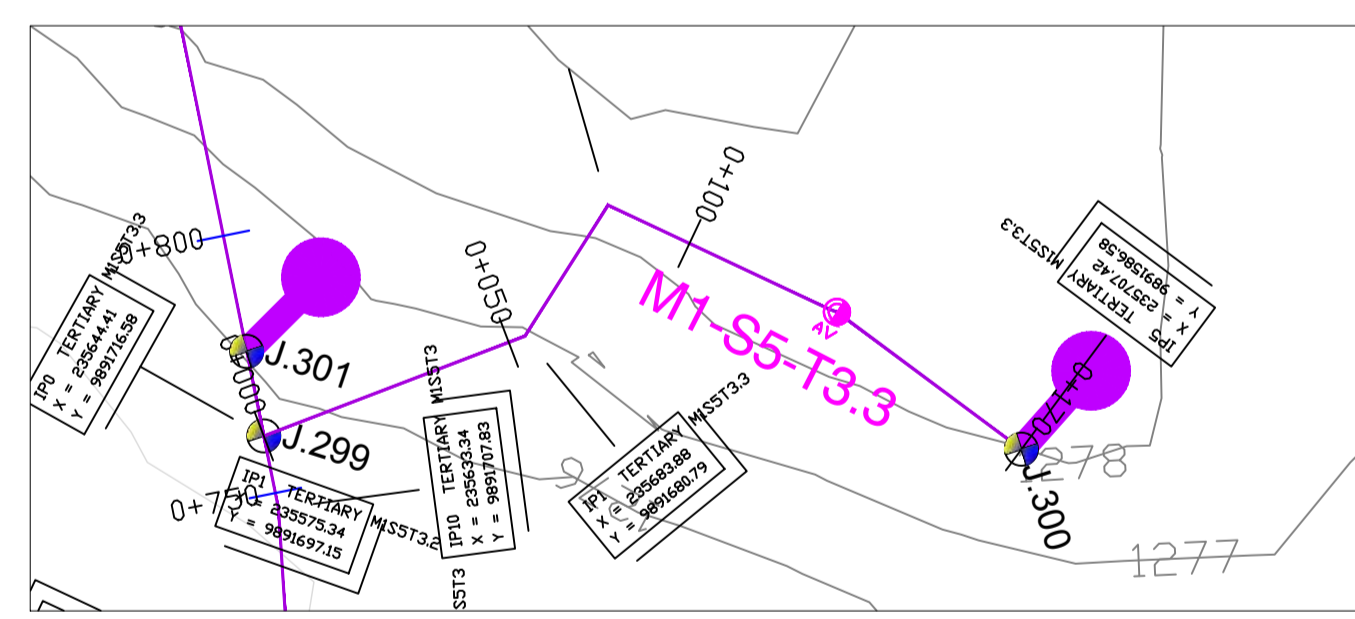 0+800
M1S5T3.3
IP0 TERTIARY
X = 235644.41
Y = 9891716.58
J.301
J.299
0+750
IP1 TERTIARY
235575.34
Y = 9891697.15
M1S5T3.2
M1S5T3
IP10 TERTIARY
X = 235633.34
Y = 9891707.83
S5T3
0+050
0+100
M1-S5-T3.3
AV
M1S5T3.3
IP1 TERTIARY
X = 235683.88
Y = 9891680.79
M1S5T3.3
IP5 TERTIARY
X = 235707.42
Y = 9891586.58
0+170
J.300
1278
1277